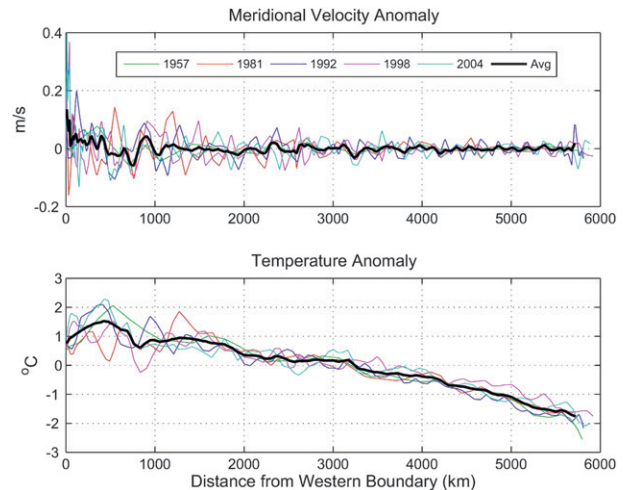 Meridional Velocity Anomaly
m/s
0.4
0.2
0
-0.2
1957 1981 1992 1998 2004 Avg
0 1000 2000 3000 4000 5000 6000
Temperature Anomaly
°C
3
2
1
0
-1
-2
-3
0 1000 2000 3000 4000 5000 6000
Distance from Western Boundary (km)